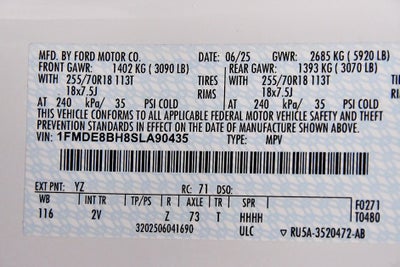 MFD. BY FORD MOTOR CO. DATE: 06/25 GVWR: 2685 KG (5920 LB)
FRONT GAWR: 1402 KG (3090 LB) REAR GAWR: 1393 KG (3070 LB)
WITH 255/70R18 113T TIRES WITH 255/70R18 113T
18x7.5J RIMS 18x7.5J
AT 240 kPa/ 35 PSI COLD AT 240 kPa/ 35 PSI COLD
THIS VEHICLE CONFORMS TO ALL APPLICABLE FEDERAL MOTOR VEHICLE SAFETY AND THEFT
PREVENTION STANDARDS IN EFFECT ON THE DATE OF MANUFACTURE SHOWN ABOVE.
VIN: 1FMDE8BH8SLA90435 TYPE: MPV
EXT PNT: YZ RC: 71 DSO: F0271
WB INT TR TP/PS R AXLE TR SPR T0480
116 2V Z 73 T HHHH
3202506041690 ULC RU5A-3520472-AB